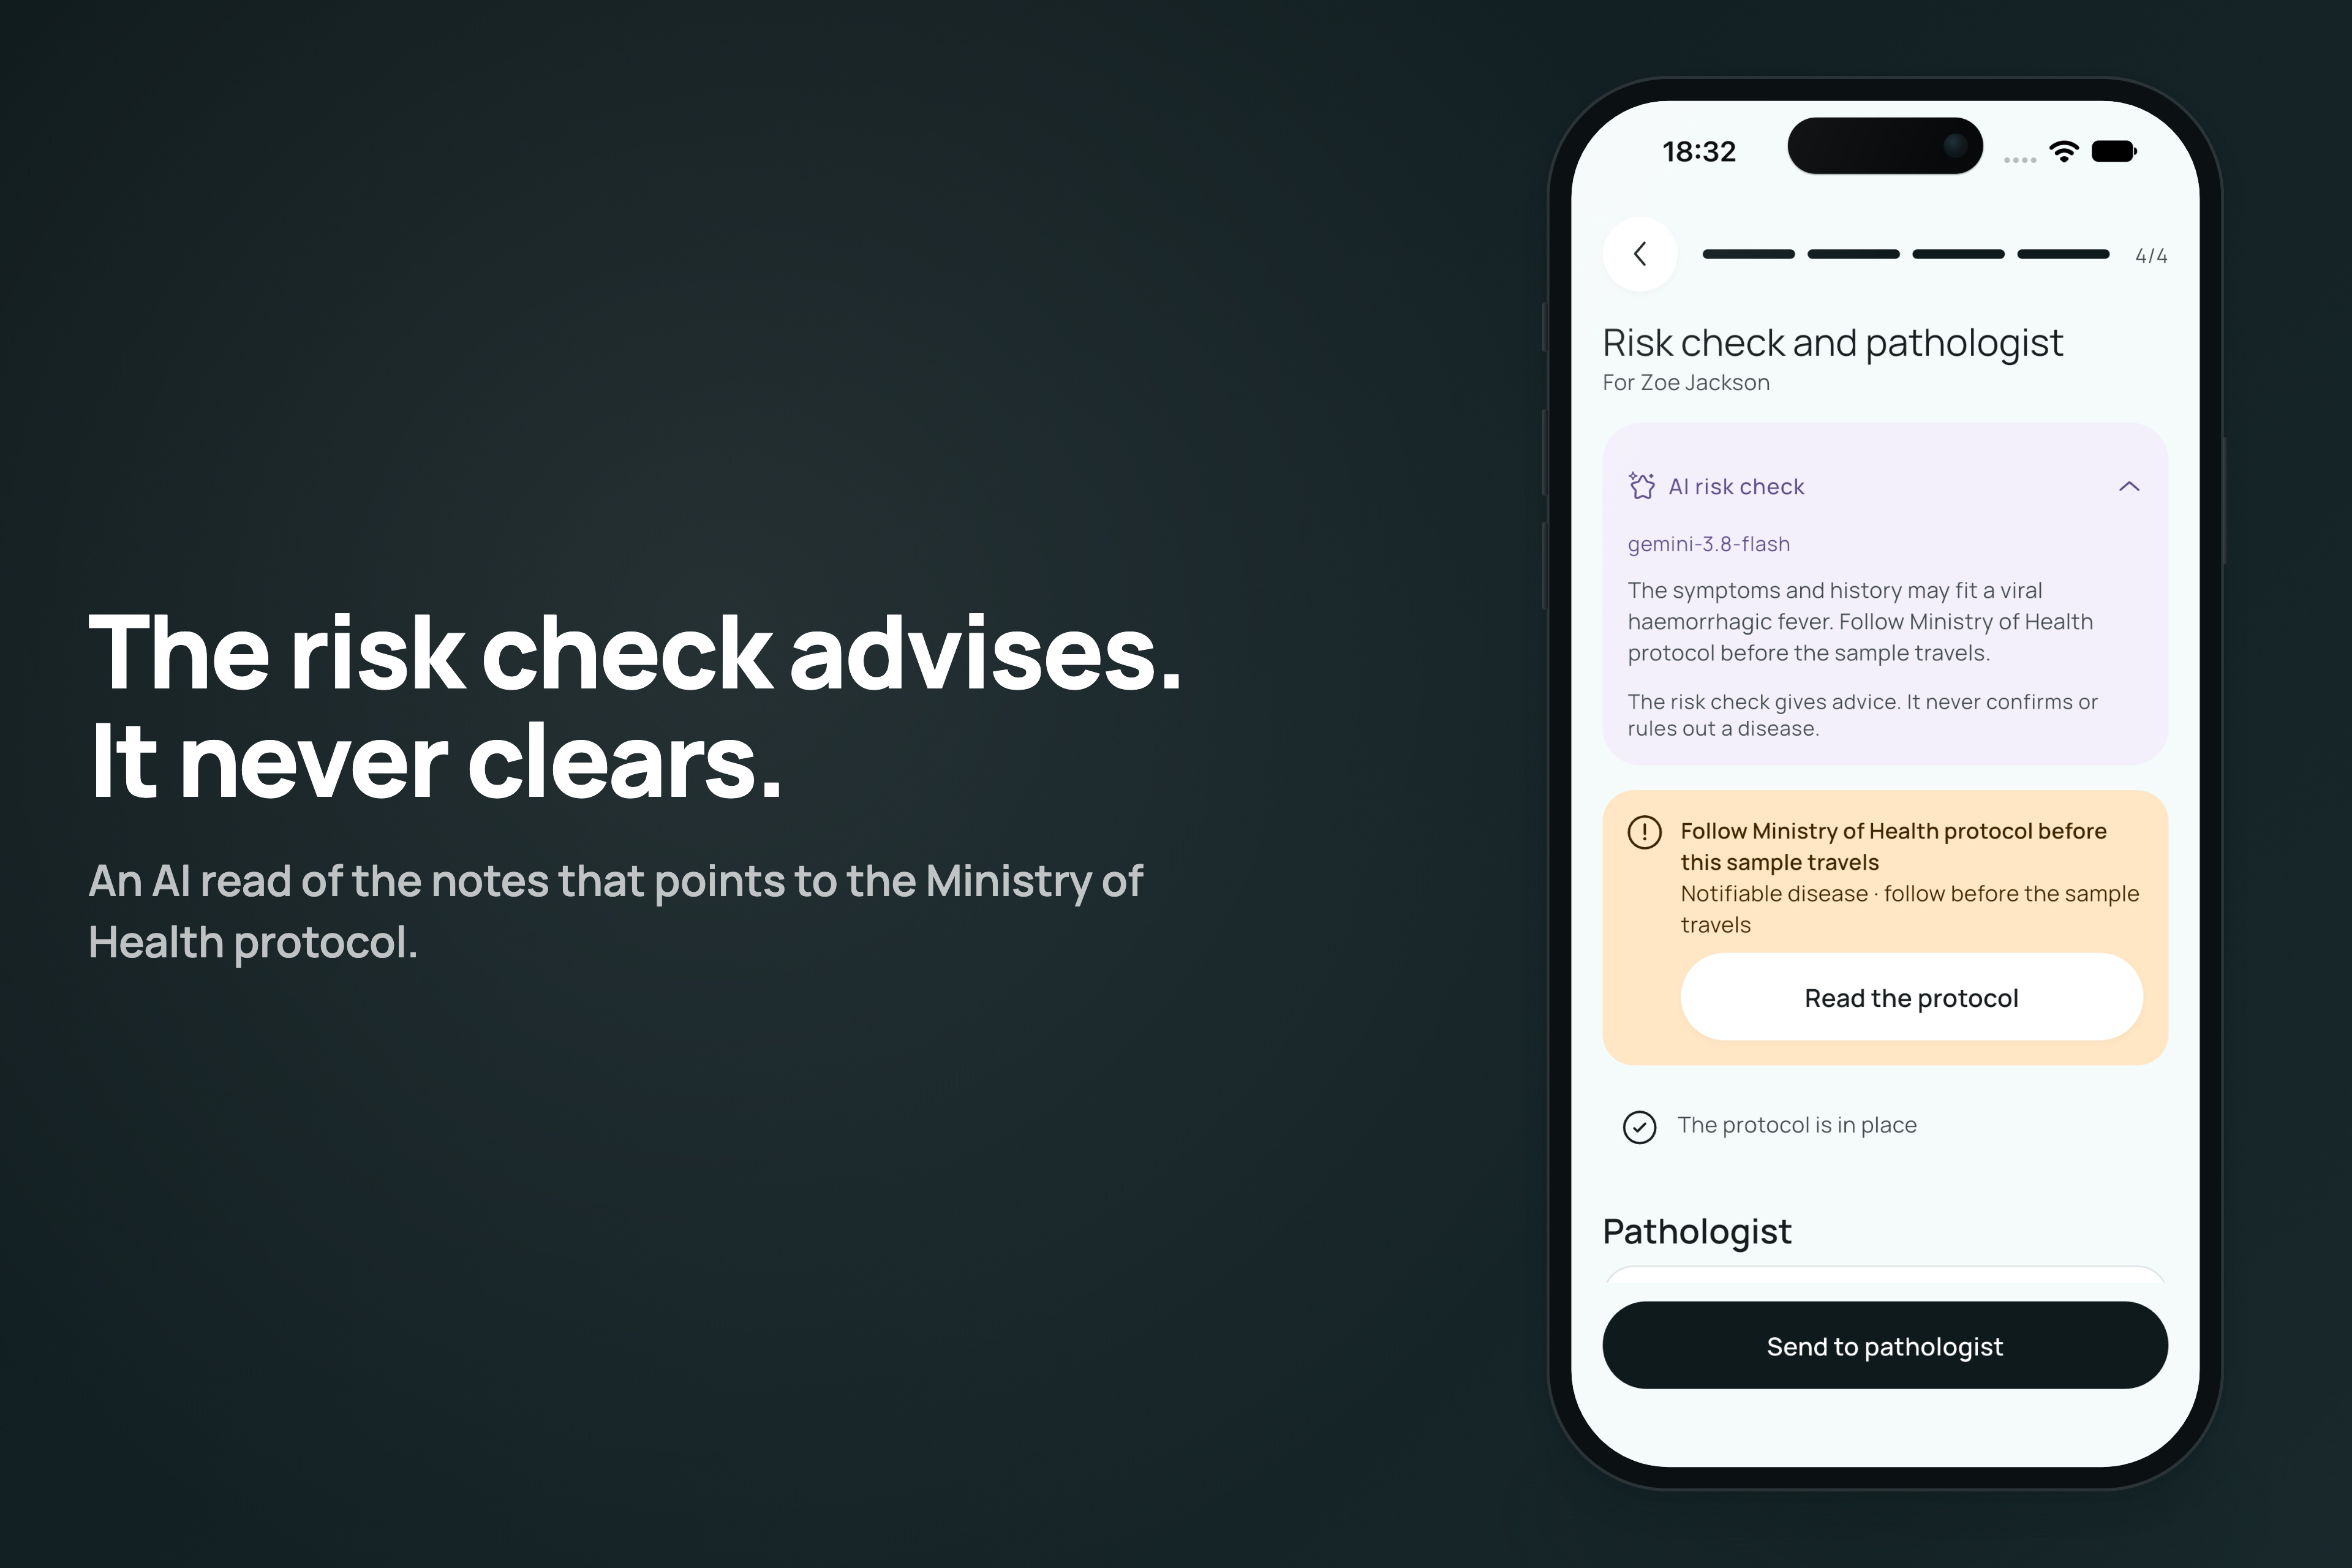 The risk check advises.
It never clears.
An AI read of the notes that points to the Ministry of
Health protocol.
18:32
4/4
Risk check and pathologist
For Zoe Jackson
AI risk check
gemini-3.8-flash
The symptoms and history may fit a viral
haemorrhagic fever. Follow Ministry of Health
protocol before the sample travels.
The risk check gives advice. It never confirms or
rules out a disease.
Follow Ministry of Health protocol before
this sample travels
Notifiable disease · follow before the sample
travels
Read the protocol
The protocol is in place
Pathologist
Send to pathologist